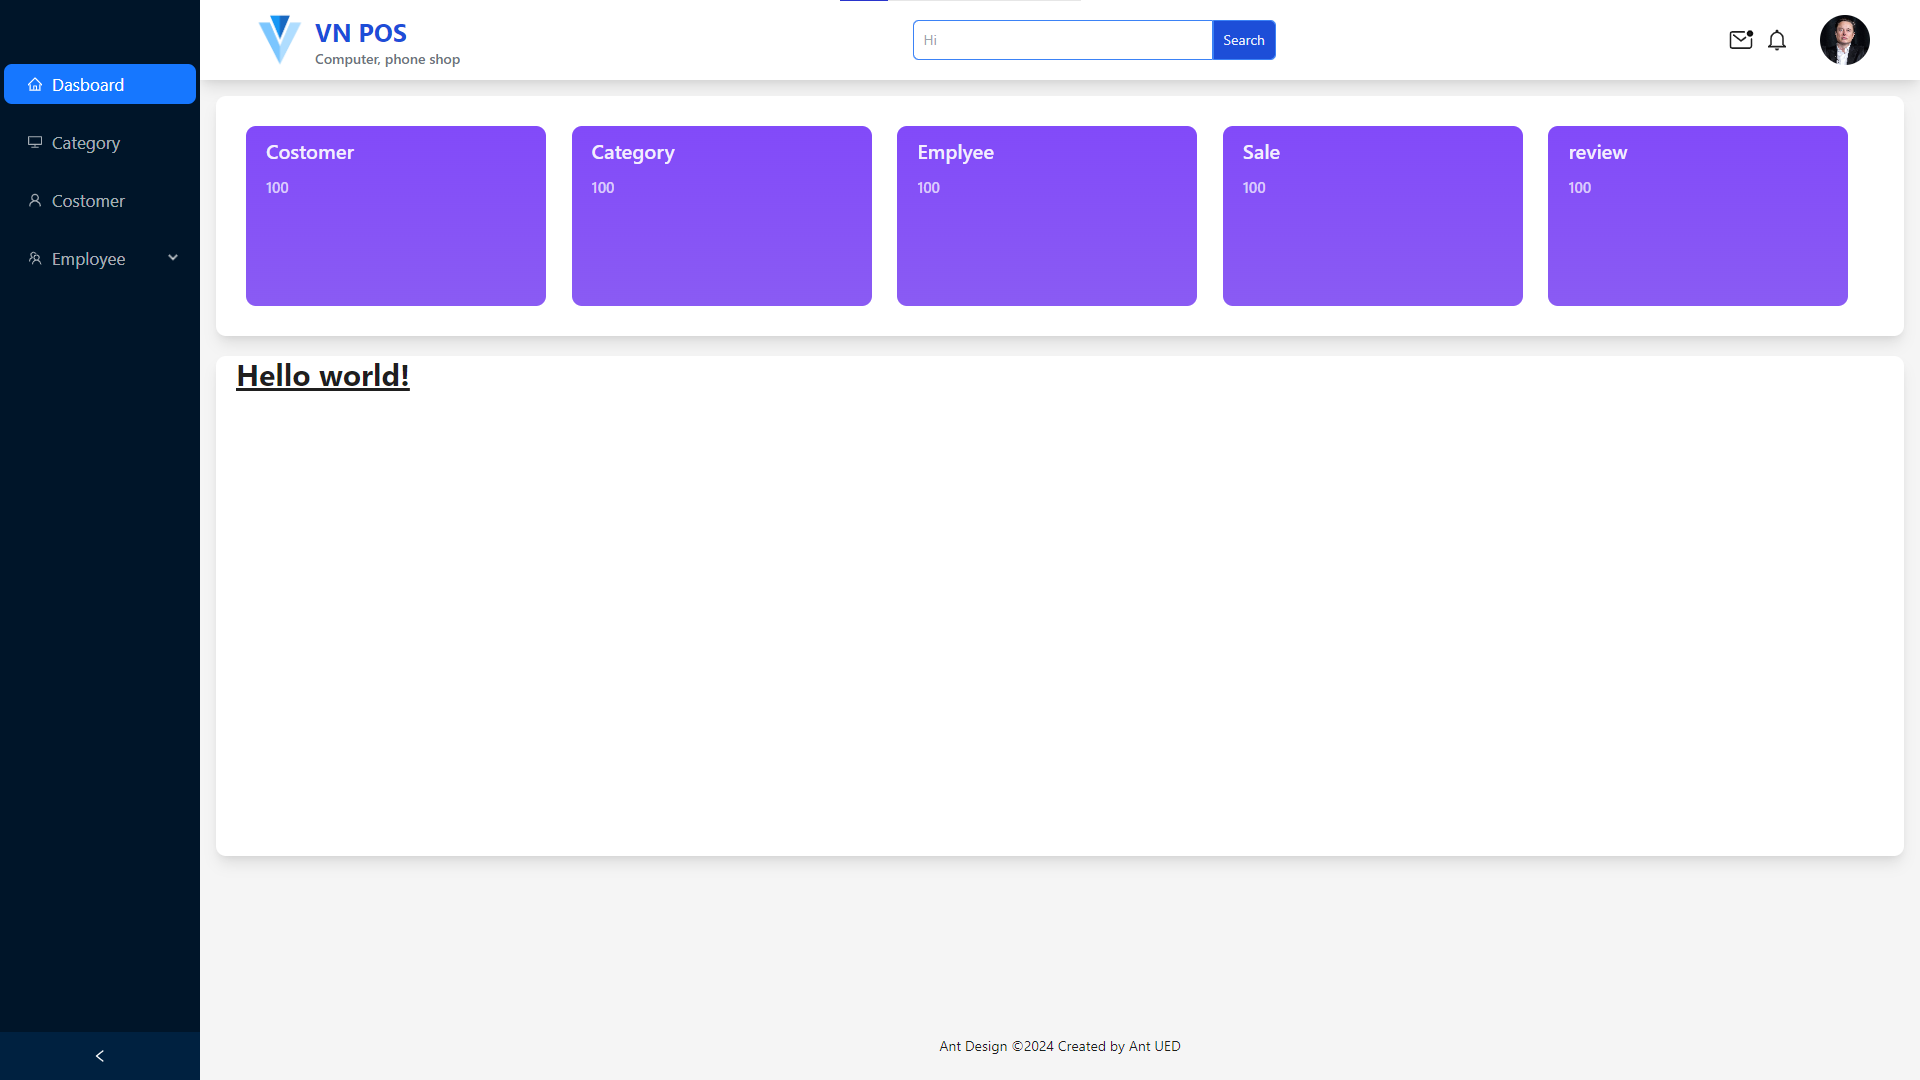 VN POS
Computer, phone shop
Hi
Search
Dasboard
Category
Costomer
Employee
Costomer
100
Category
100
Emplyee
100
Sale
100
review
100
Hello world!
Ant Design ©2024 Created by Ant UED